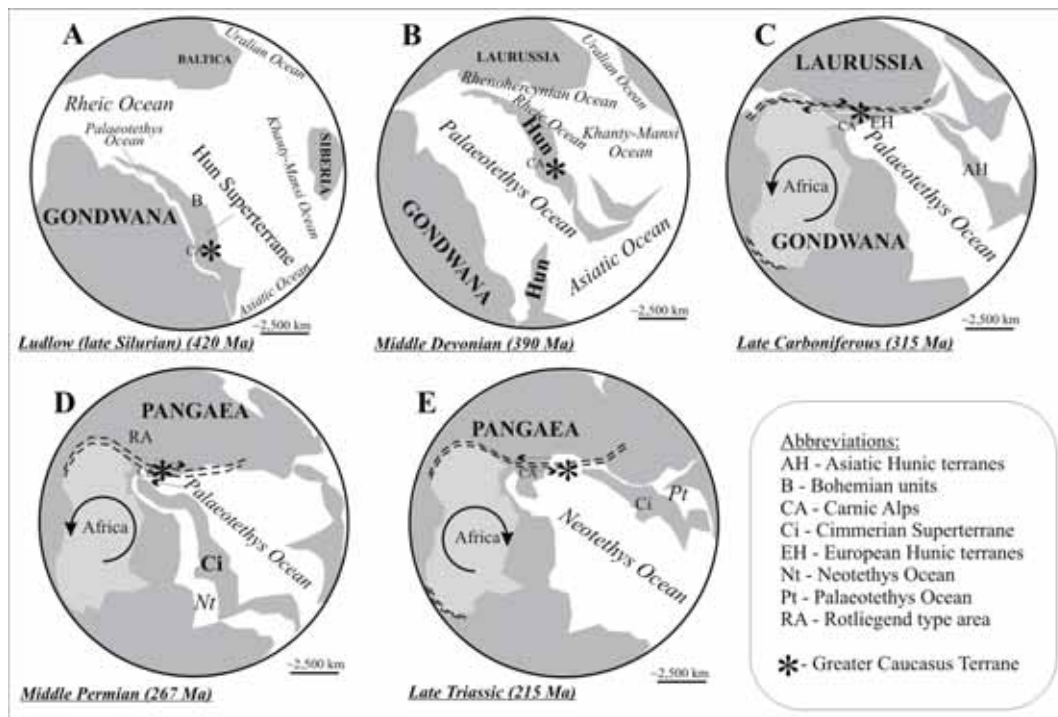 A
BALTICA
Uralian Ocean
Rheic Ocean
Palaeotethys
Ocean
Khanty-Mansi Ocean
SIBERIA
B
Hun Superterrane
GONDWANA
Asiatic Ocean
~2,500 km
Ludlow (late Silurian) (420 Ma)
B
LAURUSSIA
Uralian Ocean
Rhenohercynian Ocean
Rheic Ocean
Hun
CA
Khanty-Mansi
Ocean
Palaeotethys Ocean
GONDWANA
Hun
Asiatic Ocean
~2,500 km
Middle Devonian (390 Ma)
C
LAURUSSIA
CA
EH
Palaeotethys Ocean
AH
Africa
GONDWANA
~2,500 km
Late Carboniferous (315 Ma)
D
PANGAEA
RA
Palaeotethys Ocean
Africa
Ci
Nt
~2,500 km
Middle Permian (267 Ma)
E
PANGAEA
CA
Ci
Pt
Neotethys Ocean
Africa
~2,500 km
Late Triassic (215 Ma)
Abbreviations:
AH - Asiatic Hunic terranes
B - Bohemian units
CA - Carnic Alps
Ci - Cimmerian Superterrane
EH - European Hunic terranes
Nt - Neotethys Ocean
Pt - Palaeotethys Ocean
RA - Rotliegend type area
- Greater Caucasus Terrane